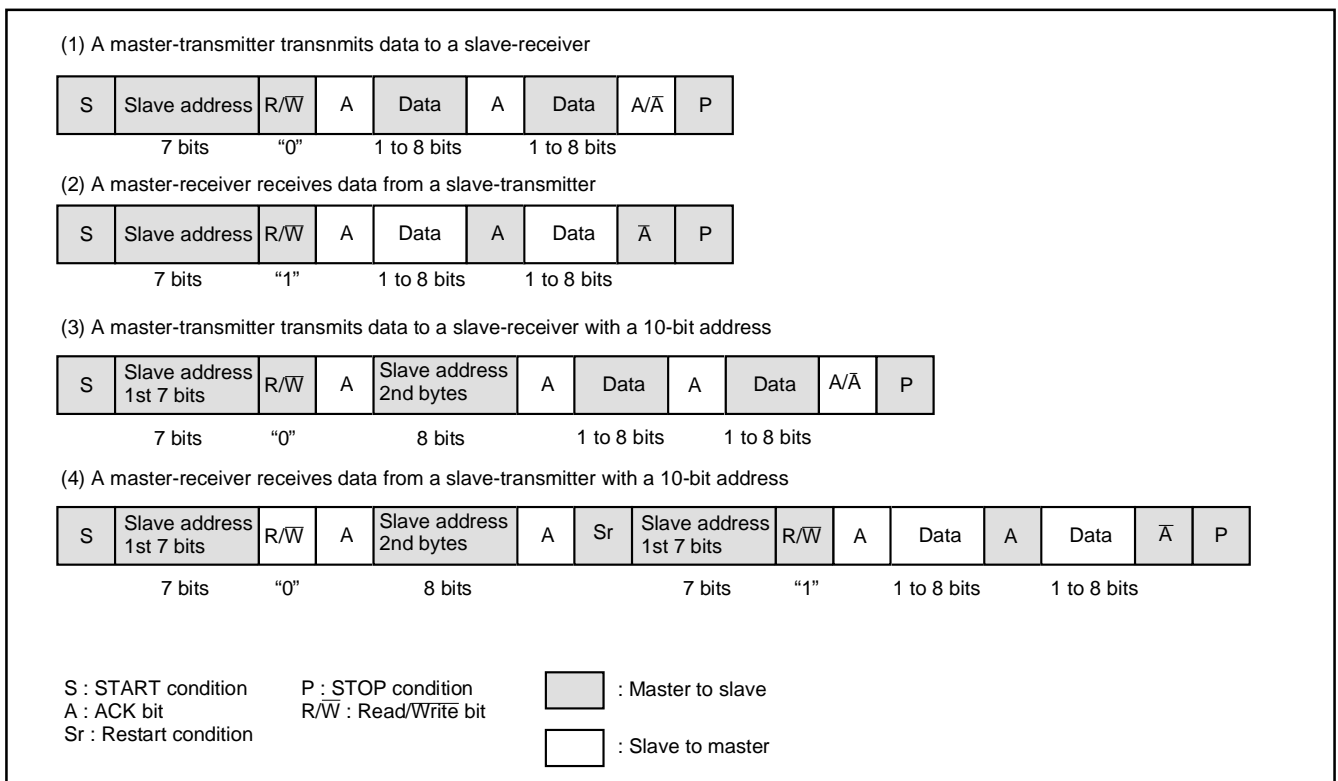 (1) A master-transmitter transnmits data to a slave-receiver
S Slave address R/W̅ A Data A Data A/A̅ P
7 bits “0” 1 to 8 bits 1 to 8 bits
(2) A master-receiver receives data from a slave-transmitter
S Slave address R/W̅ A Data A Data A̅ P
7 bits “1” 1 to 8 bits 1 to 8 bits
(3) A master-transmitter transmits data to a slave-receiver with a 10-bit address
S Slave address 1st 7 bits R/W̅ A Slave address 2nd bytes A Data A Data A/A̅ P
7 bits “0” 8 bits 1 to 8 bits 1 to 8 bits
(4) A master-receiver receives data from a slave-transmitter with a 10-bit address
S Slave address 1st 7 bits R/W̅ A Slave address 2nd bytes A Sr Slave address 1st 7 bits R/W̅ A Data A Data A̅ P
7 bits “0” 8 bits 7 bits “1” 1 to 8 bits 1 to 8 bits
S : START condition P : STOP condition : Master to slave
A : ACK bit R/W̅ : Read/W̅r̅i̅t̅e̅ bit
Sr : Restart condition
: Slave to master